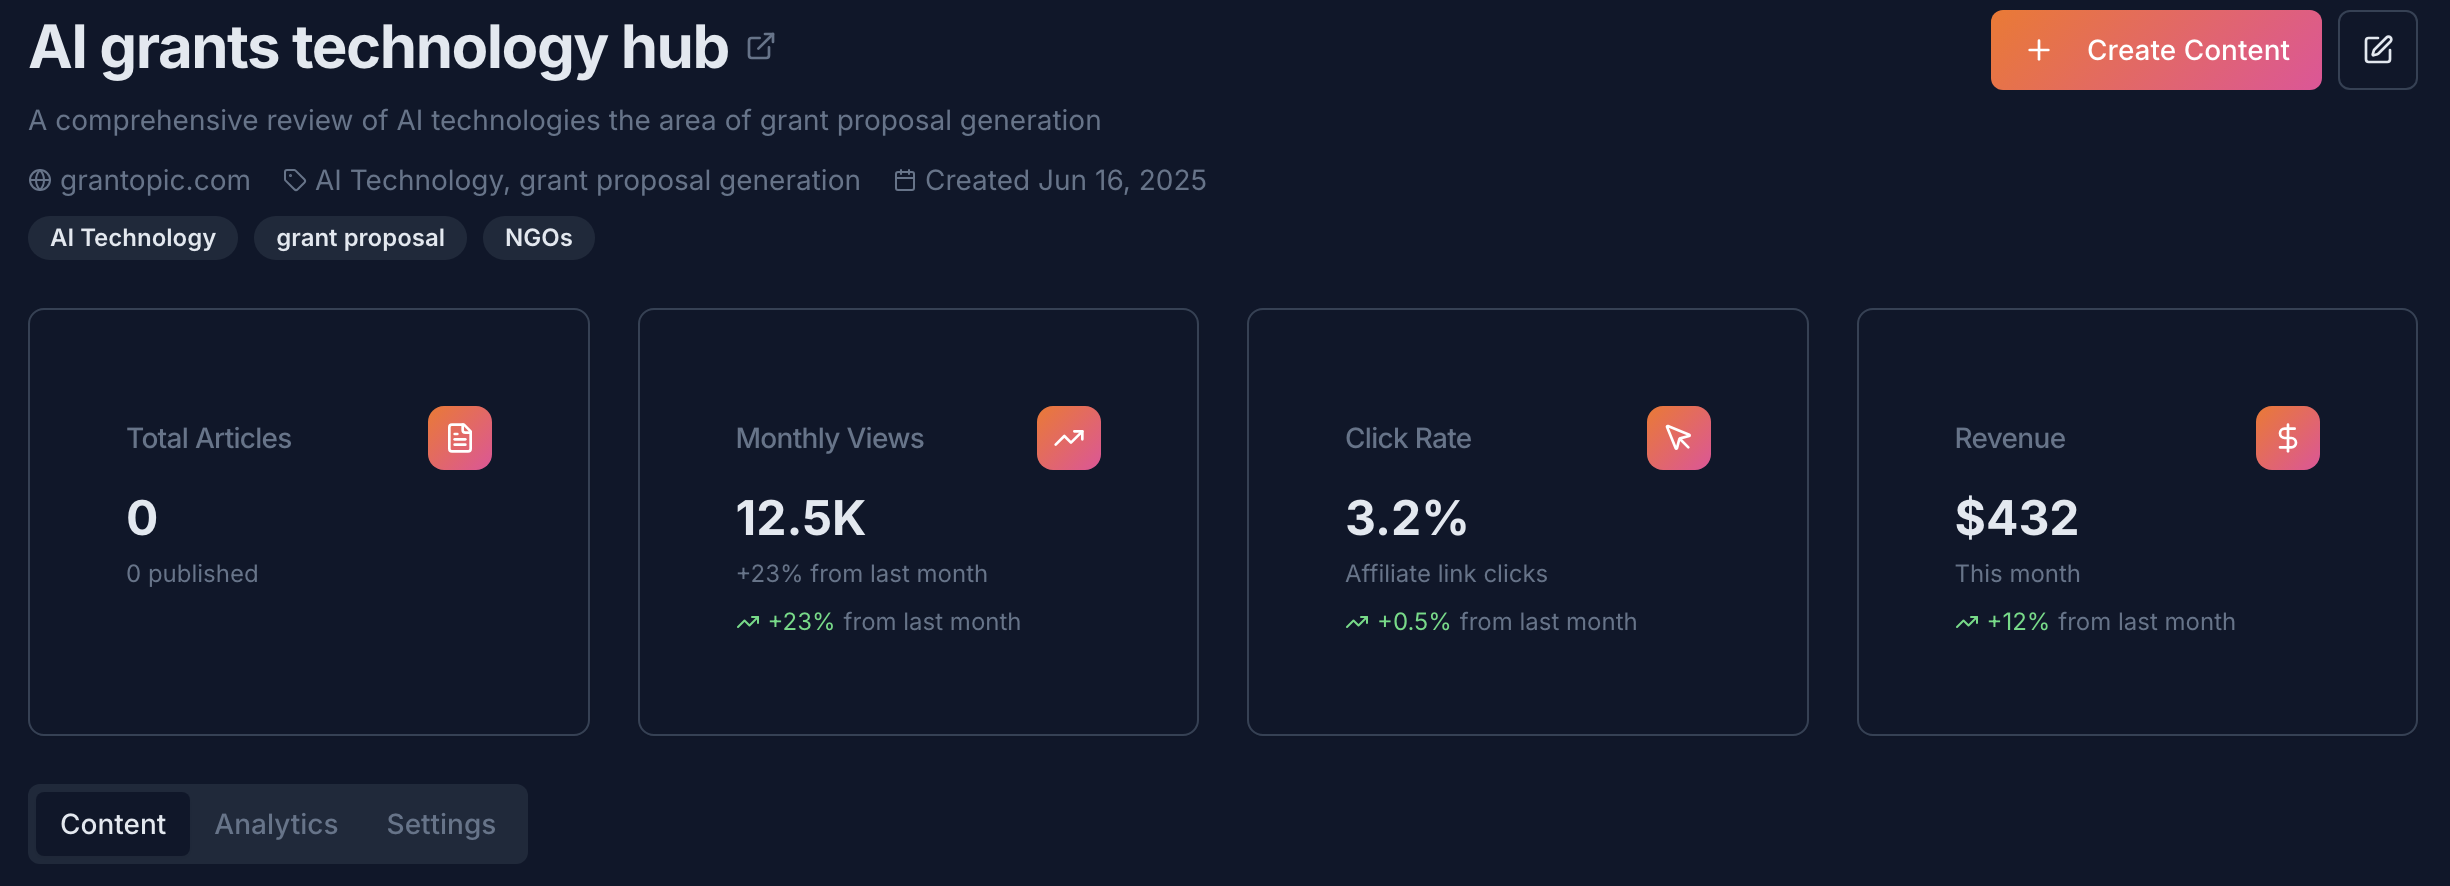 AI grants technology hub
Create Content
A comprehensive review of AI technologies the area of grant proposal generation
grantopic.com AI Technology, grant proposal generation Created Jun 16, 2025
AI Technology grant proposal NGOs
Total Articles
0
0 published
Monthly Views
12.5K
+23% from last month
+23% from last month
Click Rate
3.2%
Affiliate link clicks
+0.5% from last month
Revenue
$432
This month
+12% from last month
Content Analytics Settings